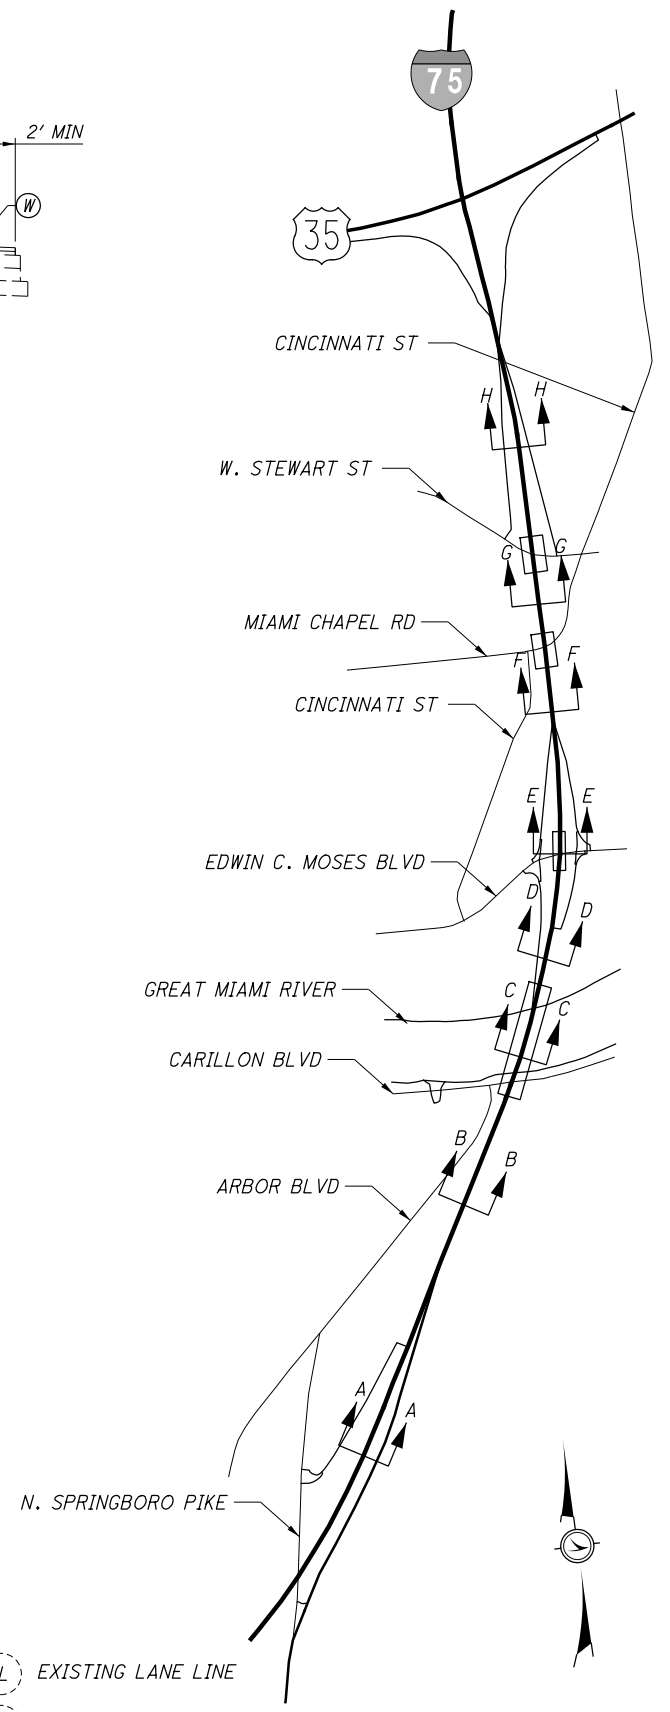 75
2' MIN
W
35
CINCINNATI ST
H H
W. STEWART ST
G G
MIAMI CHAPEL RD
F F
CINCINNATI ST
E E
EDWIN C. MOSES BLVD
D D
GREAT MIAMI RIVER
C C
CARILLON BLVD
B B
ARBOR BLVD
A A
N. SPRINGBORO PIKE
L EXISTING LANE LINE